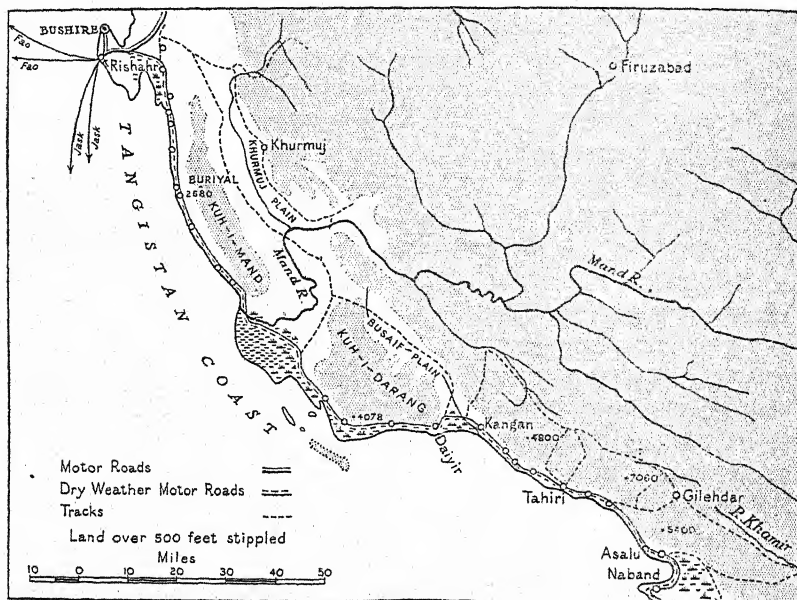 BUSHIRE
Fao
Fao
Rishahr
Jask
Jask
Firuzabad
Khurmuj
KHURMUJ PLAIN
BURIYAL
2680
KUH-I-MAND
Mand R.
Mand R.
TANGISTAN COAST
BUSAIF PLAIN
KUH-I-DARANG
4078
Kangan
Daiyir
4800
7060
Gilehdar
Tahiri
R. Khamir
5400
Asalu
Naband
Motor Roads
Dry Weather Motor Roads
Tracks
Land over 500 feet stippled
Miles
10 0 10 20 30 40 50